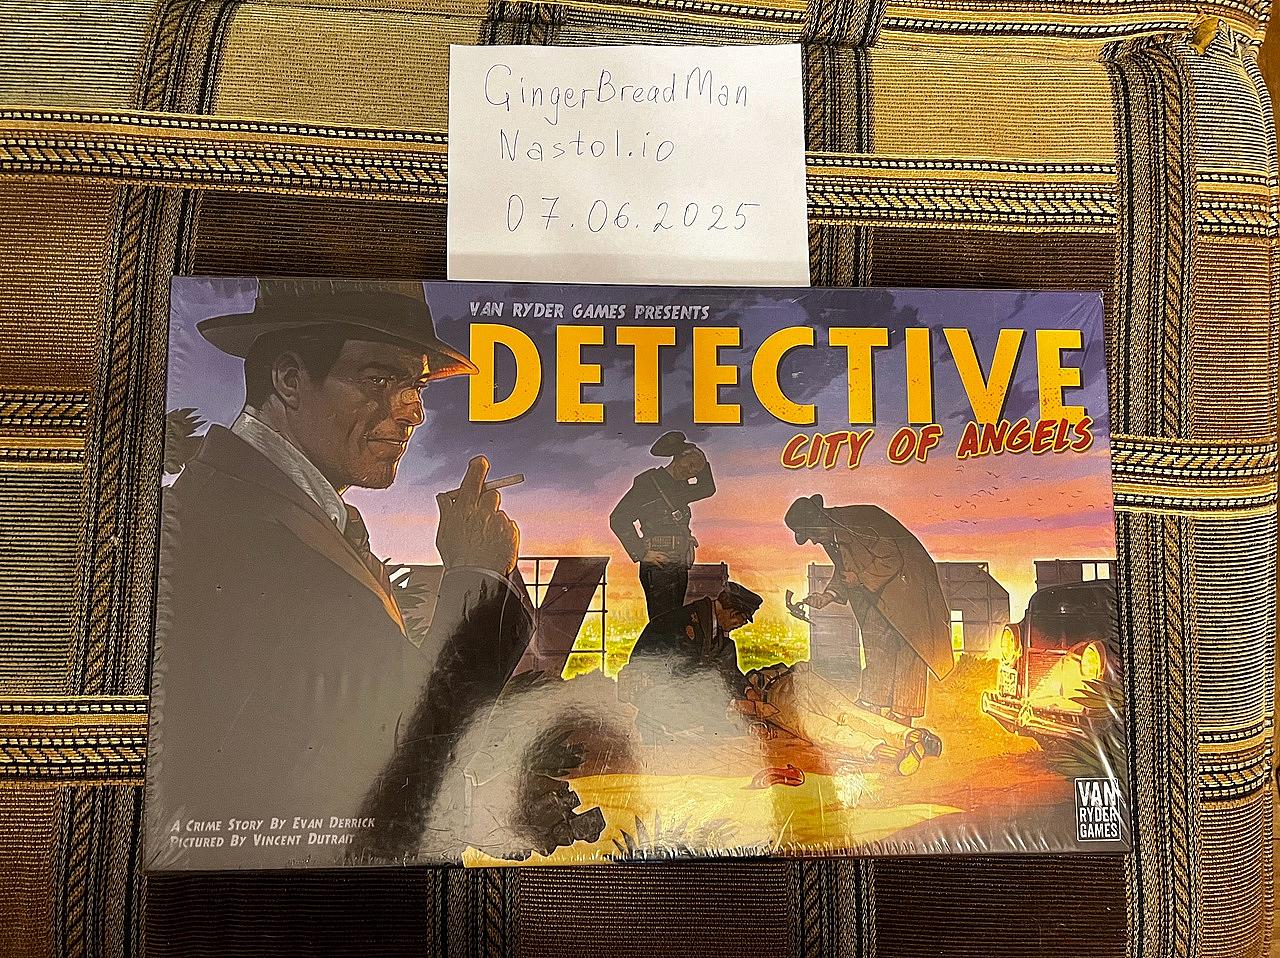 GingerBreadMan
Nastol.io
07.06.2025
VAN RYDER GAMES PRESENTS
DETECTIVE
CITY OF ANGELS
A CRIME STORY BY EVAN DERRICK
PICTURED BY VINCENT DUTRAIT
VAN
RYDER
GAMES